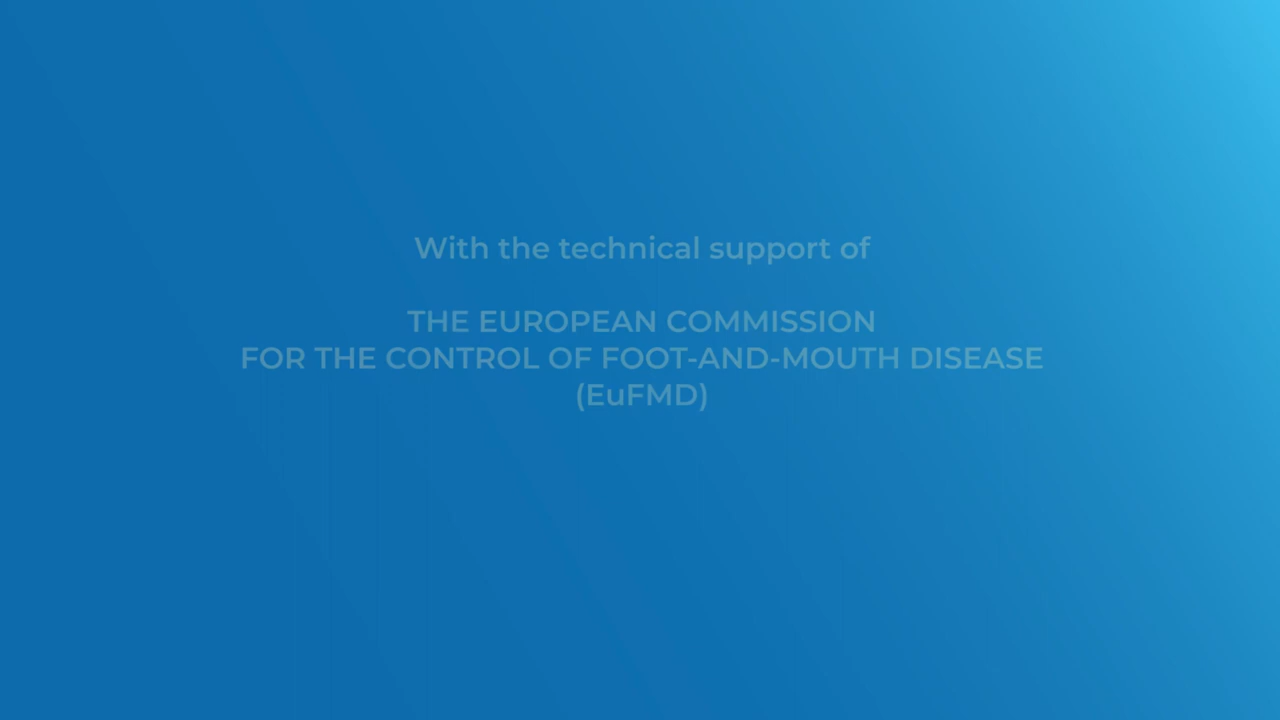 With the technical support of
THE EUROPEAN COMMISSION
FOR THE CONTROL OF FOOT-AND-MOUTH DISEASE
(EuFMD)